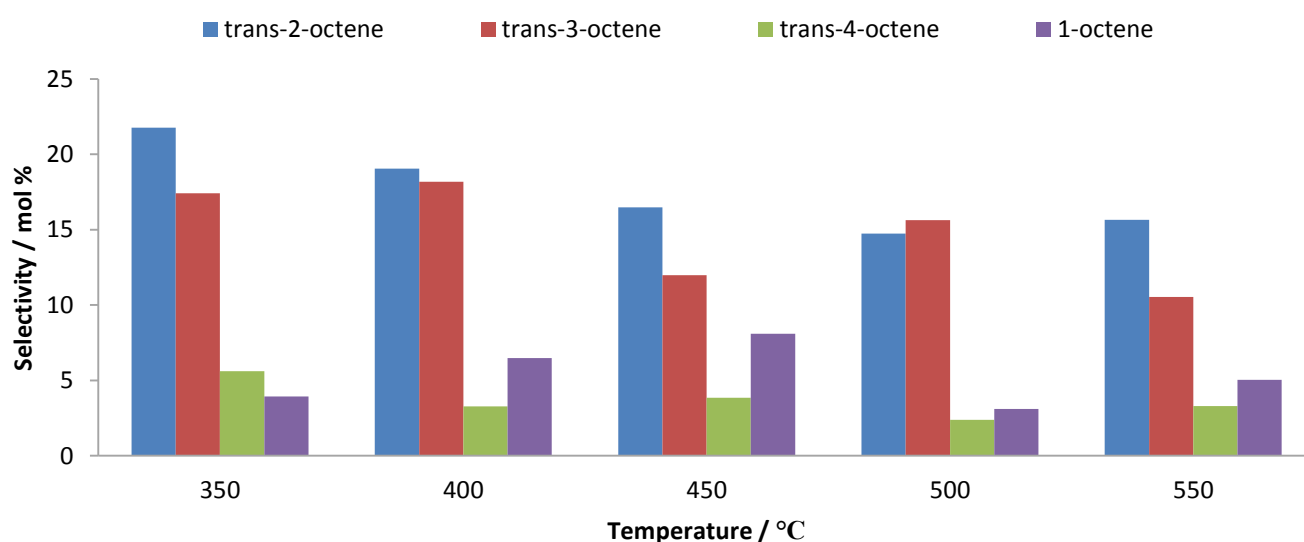 trans-2-octene trans-3-octene trans-4-octene 1-octene
25
20
15
10
5
0
Selectivity / mol %
350 400 450 500 550
Temperature / °C